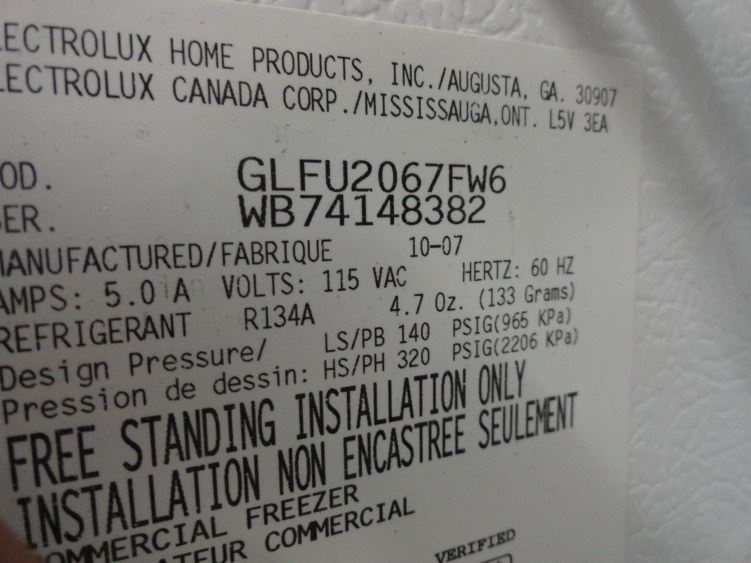 LECTROLUX HOME PRODUCTS, INC./AUGUSTA, GA. 30907
LECTROLUX CANADA CORP./MISSISSAUGA,ONT. L5V 3EA
OD. GLFU2067FW6
ER. WB74148382
MANUFACTURED/FABRIQUE 10-07
AMPS: 5.0 A VOLTS: 115 VAC HERTZ: 60 HZ
REFRIGERANT R134A 4.7 Oz. (133 Grams)
Design Pressure/ LS/PB 140 PSIG(965 KPa)
Pression de dessin: HS/PH 320 PSIG(2206 KPa)
FREE STANDING INSTALLATION ONLY
INSTALLATION NON ENCASTREE SEULEMENT
OMMERCIAL FREEZER
ATEUR COMMERCIAL
VERIFIED